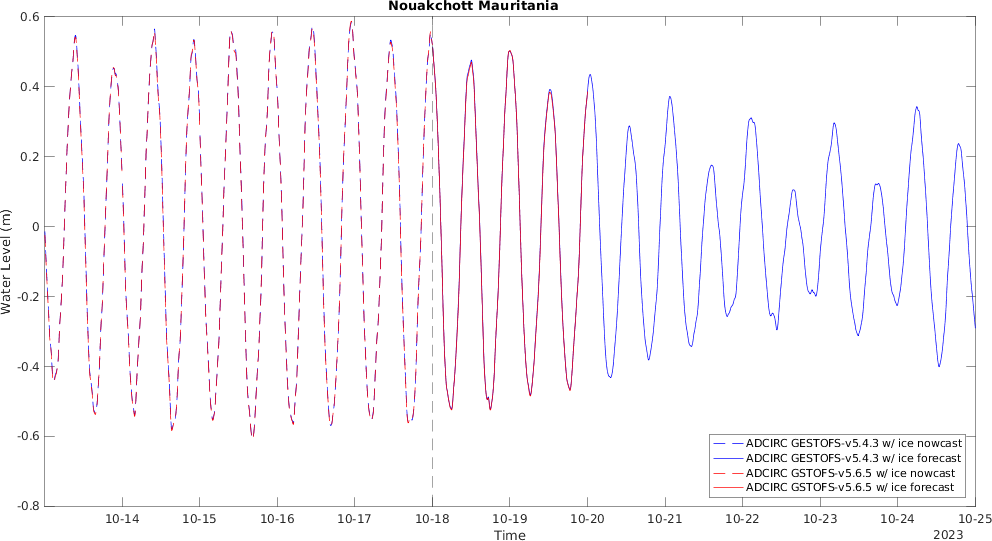 Nouakchott Mauritania
0.6
0.4
0.2
0
-0.2
-0.4
-0.6
-0.8
Water Level (m)
ADCIRC GESTOFS-v5.4.3 w/ ice nowcast
ADCIRC GESTOFS-v5.4.3 w/ ice forecast
ADCIRC GSTOFS-v5.6.5 w/ ice nowcast
ADCIRC GSTOFS-v5.6.5 w/ ice forecast
10-14 10-15 10-16 10-17 10-18 10-19 10-20 10-21 10-22 10-23 10-24 10-25
Time
2023